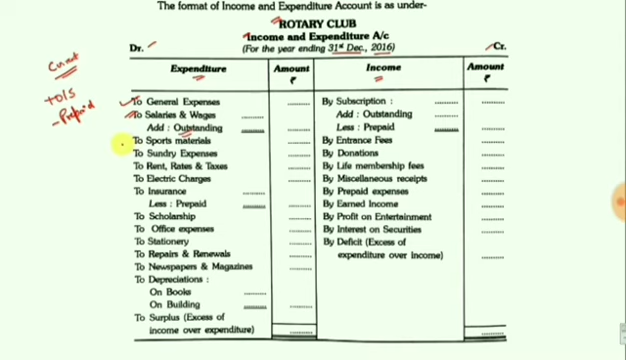 The format of Income and Expenditure Account is as under-
ROTARY CLUB
Income and Expenditure A/c
(For the year ending 31st Dec., 2016)
Dr.
Cr.
Expenditure
Amount
₹
Income
Amount
₹
To General Expenses
To Salaries & Wages
Add : Outstanding
To Sports materials
To Sundry Expenses
To Rent, Rates & Taxes
To Electric Charges
To Insurance
Less : Prepaid
To Scholarship
To Office expenses
To Stationery
To Repairs & Renewals
To Newspapers & Magazines
To Depreciations :
On Books
On Building
To Surplus (Excess of
income over expenditure)
By Subscription :
Add : Outstanding
Less : Prepaid
By Entrance Fees
By Donations
By Life membership fees
By Miscellaneous receipts
By Prepaid expenses
By Earned Income
By Profit on Entertainment
By Interest on Securities
By Deficit (Excess of
expenditure over income)
+O/S
-Prepaid